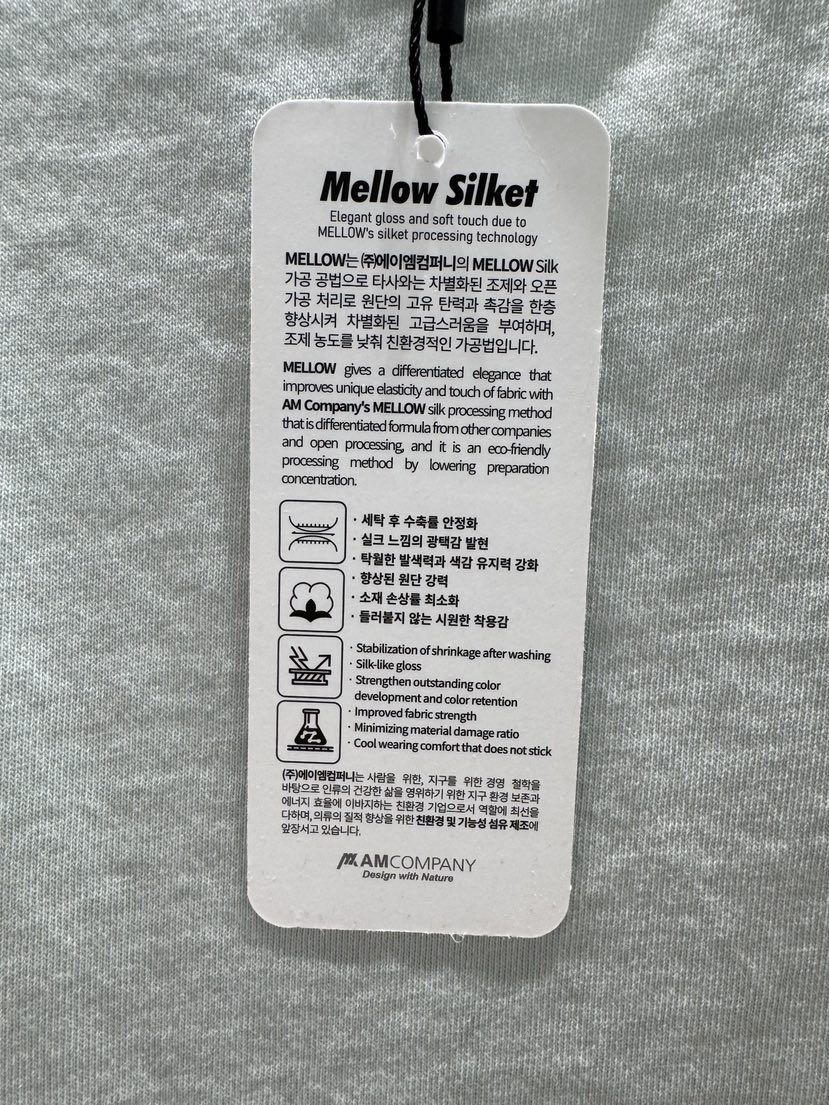 Mellow Silket
Elegant gloss and soft touch due to
MELLOW's silket processing technology
MELLOW는 ㈜에이엠컴퍼니의 MELLOW Silk
가공 공법으로 타사와는 차별화된 조제와 오픈
가공 처리로 원단의 고유 탄력과 촉감을 한층
향상시켜 차별화된 고급스러움을 부여하며,
조제 농도를 낮춰 친환경적인 가공법입니다.
MELLOW gives a differentiated elegance that
improves unique elasticity and touch of fabric with
AM Company's MELLOW silk processing method
that is differentiated formula from other companies
and open processing, and it is an eco-friendly
processing method by lowering preparation
concentration.
· 세탁 후 수축률 안정화
· 실크 느낌의 광택감 발현
· 탁월한 발색력과 색감 유지력 강화
· 향상된 원단 강력
· 소재 손상률 최소화
· 들러붙지 않는 시원한 착용감
· Stabilization of shrinkage after washing
· Silk-like gloss
· Strengthen outstanding color
development and color retention
· Improved fabric strength
· Minimizing material damage ratio
· Cool wearing comfort that does not stick
(주)에이엠컴퍼니는 사람을 위한, 지구를 위한 경영 철학을
바탕으로 인류의 건강한 삶을 영위하기 위한 지구 환경 보존과
에너지 효율에 이바지하는 친환경 기업으로서 역할에 최선을
다하며, 의류의 질적 향상을 위한 친환경 및 기능성 섬유 제조에
앞장서고 있습니다.
AMCOMPANY
Design with Nature